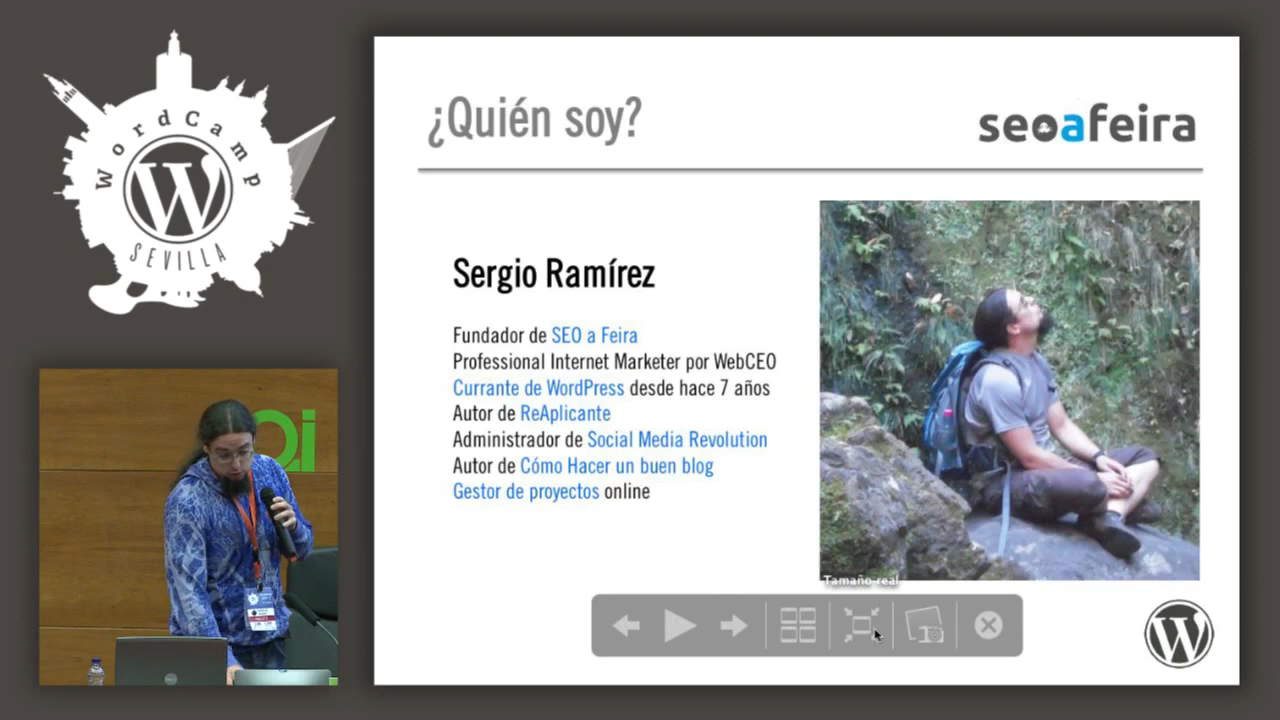 WordCamp
SEVILLA
¿Quién soy?
seoafeira
Sergio Ramírez
Fundador de SEO a Feira
Professional Internet Marketer por WebCEO
Currante de WordPress desde hace 7 años
Autor de ReAplicante
Administrador de Social Media Revolution
Autor de Cómo Hacer un buen blog
Gestor de proyectos online
Tamaño real